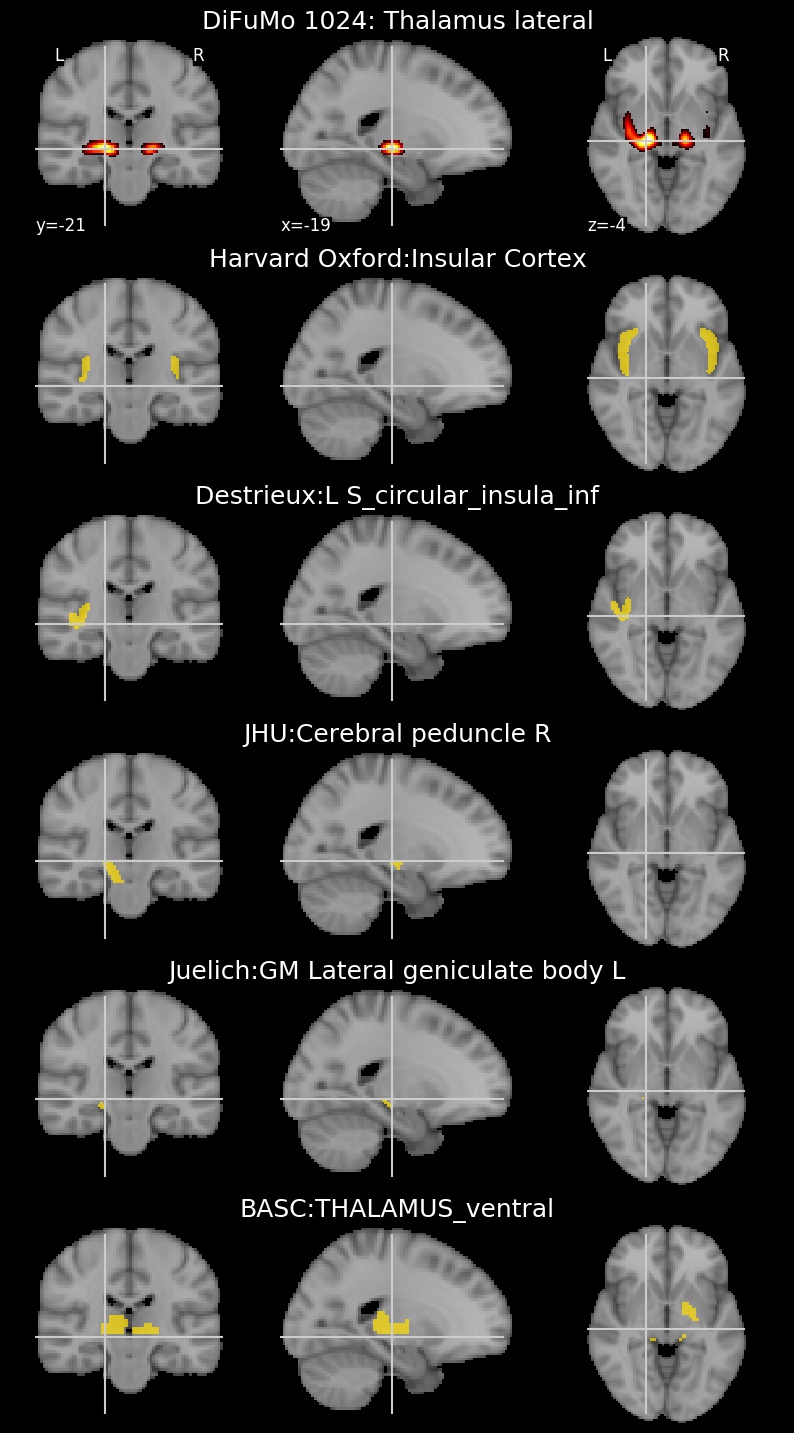 DiFuMo 1024: Thalamus lateral
L R L R
y=-21 x=-19 z=-4
Harvard Oxford:Insular Cortex
Destrieux:L S_circular_insula_inf
JHU:Cerebral peduncle R
Juelich:GM Lateral geniculate body L
BASC:THALAMUS_ventral